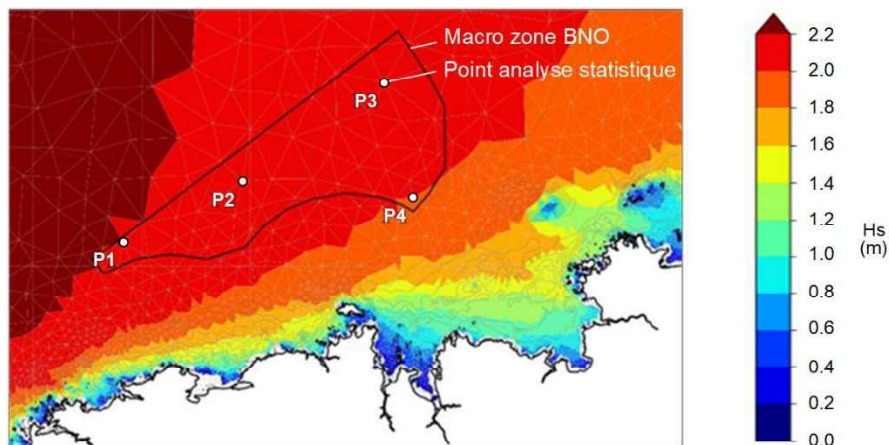 Macro zone BNO
Point analyse statistique
P3
P2
P4
P1
2.2
2.0
1.8
1.6
1.4
1.2
1.0
0.8
0.6
0.4
0.2
0.0
Hs
(m)